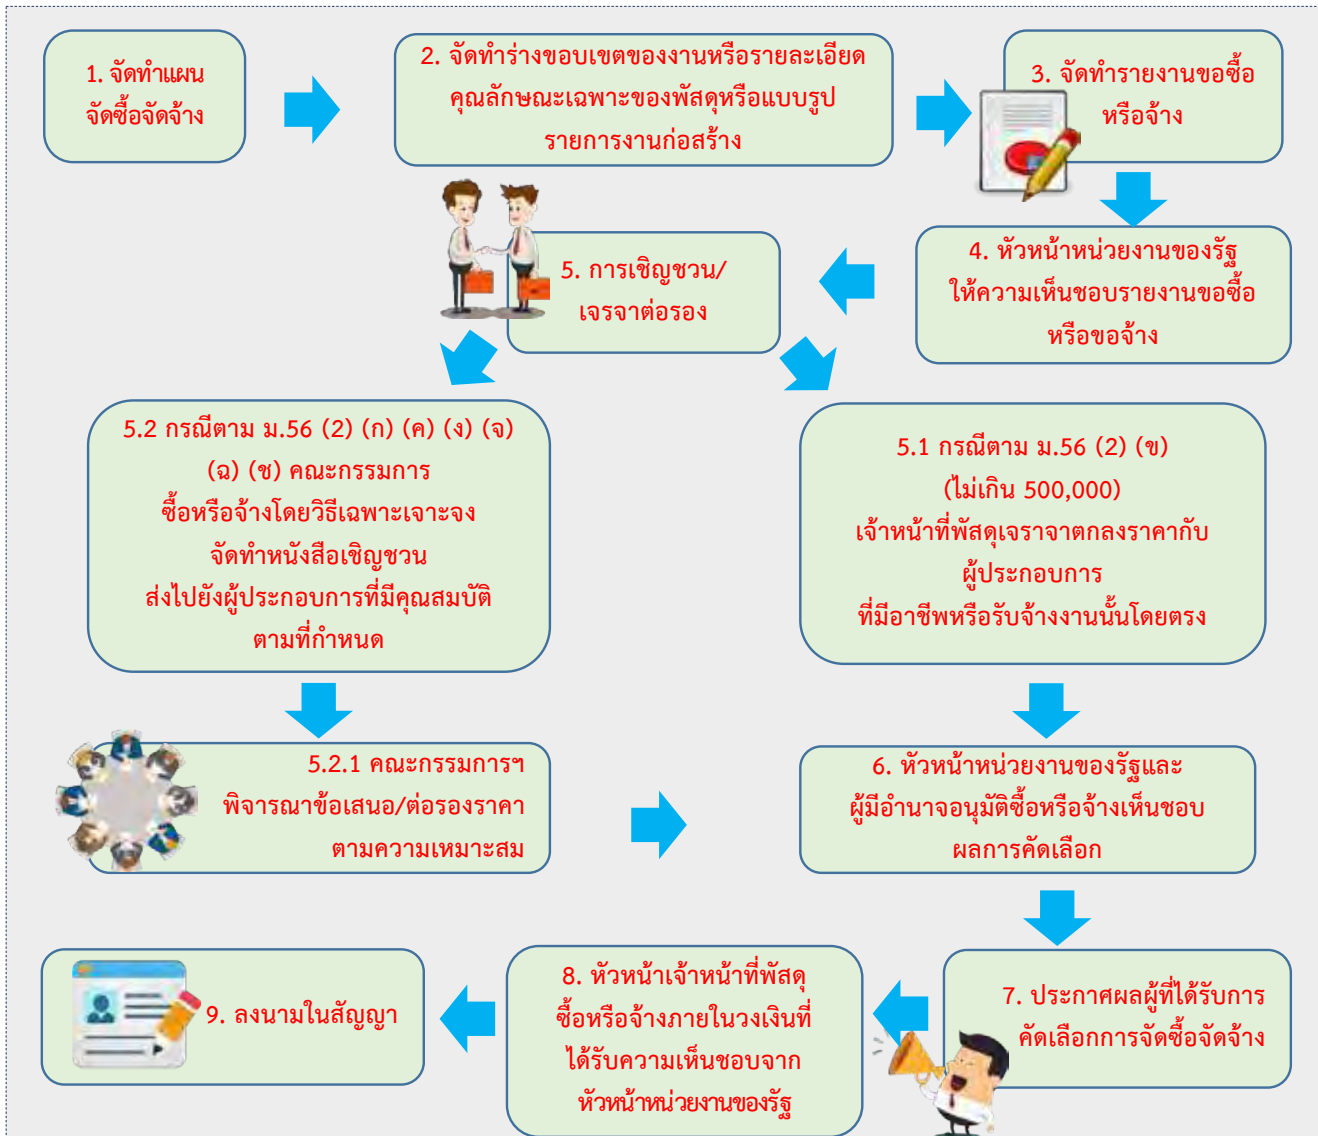 1. จัดทำแผน
จัดซื้อจัดจ้าง
2. จัดทำร่างขอบเขตของงานหรือรายละเอียด
คุณลักษณะเฉพาะของพัสดุหรือแบบรูป
รายการงานก่อสร้าง
3. จัดทำรายงานขอซื้อ
หรือจ้าง
4. หัวหน้าหน่วยงานของรัฐ
ให้ความเห็นชอบรายงานขอซื้อ
หรือขอจ้าง
5. การเชิญชวน/
เจรจาต่อรอง
5.2 กรณีตาม ม.56 (2) (ก) (ค) (ง) (จ)
(ฉ) (ช) คณะกรรมการ
ซื้อหรือจ้างโดยวิธีเฉพาะเจาะจง
จัดทำหนังสือเชิญชวน
ส่งไปยังผู้ประกอบการที่มีคุณสมบัติ
ตามที่กำหนด
5.1 กรณีตาม ม.56 (2) (ข)
(ไม่เกิน 500,000)
เจ้าหน้าที่พัสดุเจราจาตกลงราคากับ
ผู้ประกอบการ
ที่มีอาชีพหรือรับจ้างงานนั้นโดยตรง
5.2.1 คณะกรรมการฯ
พิจารณาข้อเสนอ/ต่อรองราคา
ตามความเหมาะสม
6. หัวหน้าหน่วยงานของรัฐและ
ผู้มีอำนาจอนุมัติซื้อหรือจ้างเห็นชอบ
ผลการคัดเลือก
7. ประกาศผลผู้ที่ได้รับการ
คัดเลือกการจัดซื้อจัดจ้าง
8. หัวหน้าเจ้าหน้าที่พัสดุ
ซื้อหรือจ้างภายในวงเงินที่
ได้รับความเห็นชอบจาก
หัวหน้าหน่วยงานของรัฐ
9. ลงนามในสัญญา